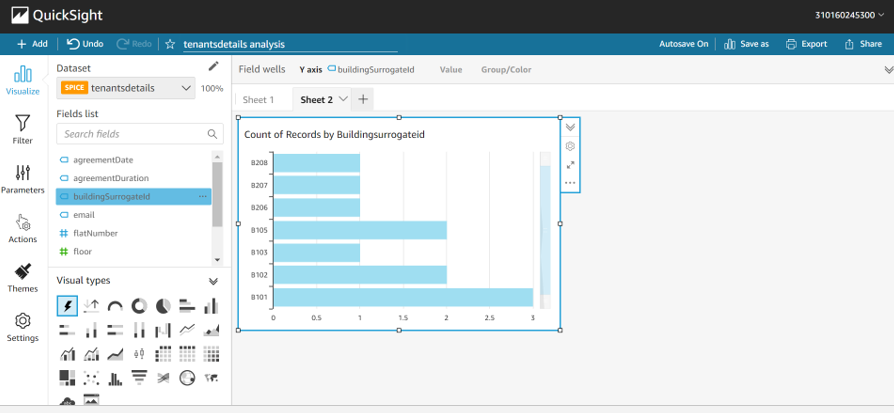 QuickSight
310160245300
+ Add Undo Redo tenantsdetails analysis Autosave On Save as Export Share
Visualize
Filter
Parameters
Actions
Themes
Settings
Dataset
SPICE tenantsdetails 100%
Fields list
Search fields
agreementDate
agreementDuration
buildingSurrogateId ...
email
# flatNumber
# floor
Visual types
Field wells Y axis buildingSurrogateId Value Group/Color
Sheet 1 Sheet 2 +
Count of Records by Buildingsurrogateid
B208
B207
B206
B105
B103
B102
B101
0 0.5 1 1.5 2 2.5 3